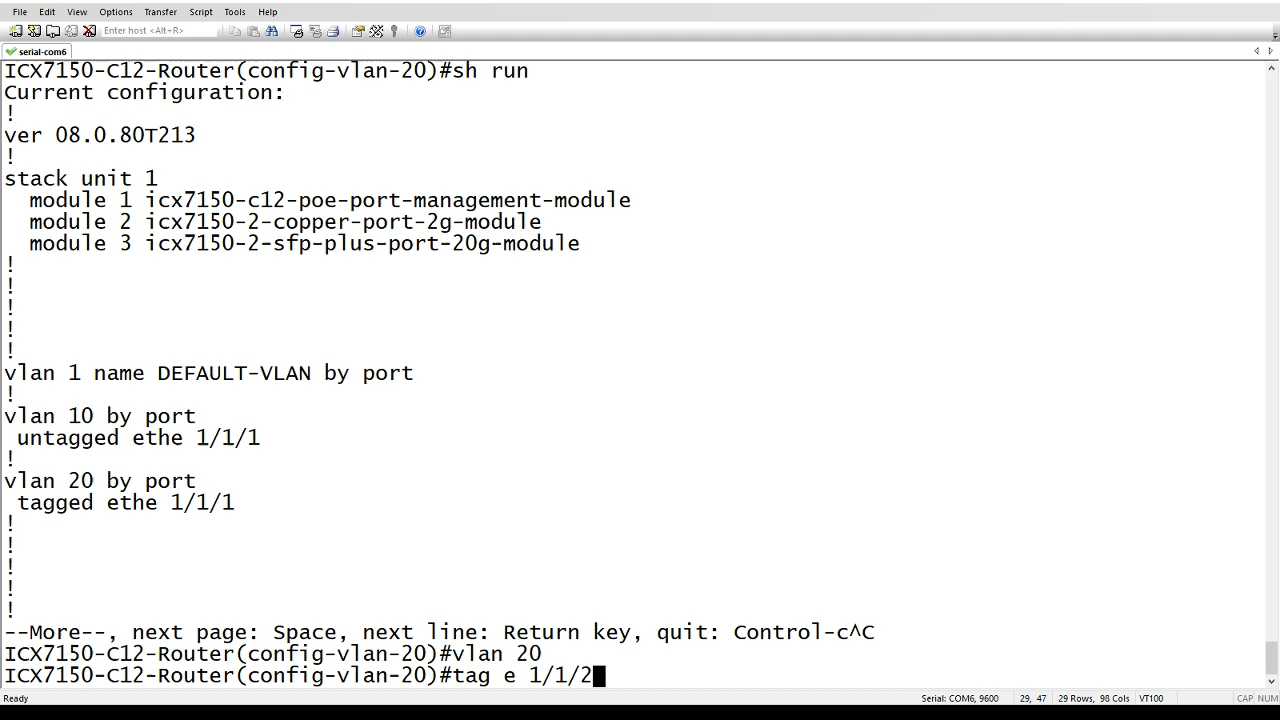 File Edit View Options Transfer Script Tools Help
Enter host <Alt+R>
serial-com6
ICX7150-C12-Router(config-vlan-20)#sh run
Current configuration:
!
ver 08.0.80T213
!
stack unit 1
module 1 icx7150-c12-poe-port-management-module
module 2 icx7150-2-copper-port-2g-module
module 3 icx7150-2-sfp-plus-port-20g-module
!
!
!
!
!
vlan 1 name DEFAULT-VLAN by port
!
vlan 10 by port
untagged ethe 1/1/1
!
vlan 20 by port
tagged ethe 1/1/1
!
!
!
!
!
--More--, next page: Space, next line: Return key, quit: Control-c^C
ICX7150-C12-Router(config-vlan-20)#vlan 20
ICX7150-C12-Router(config-vlan-20)#tag e 1/1/2
Ready Serial: COM6, 9600 29, 47 29 Rows, 98 Cols VT100 CAP NUM